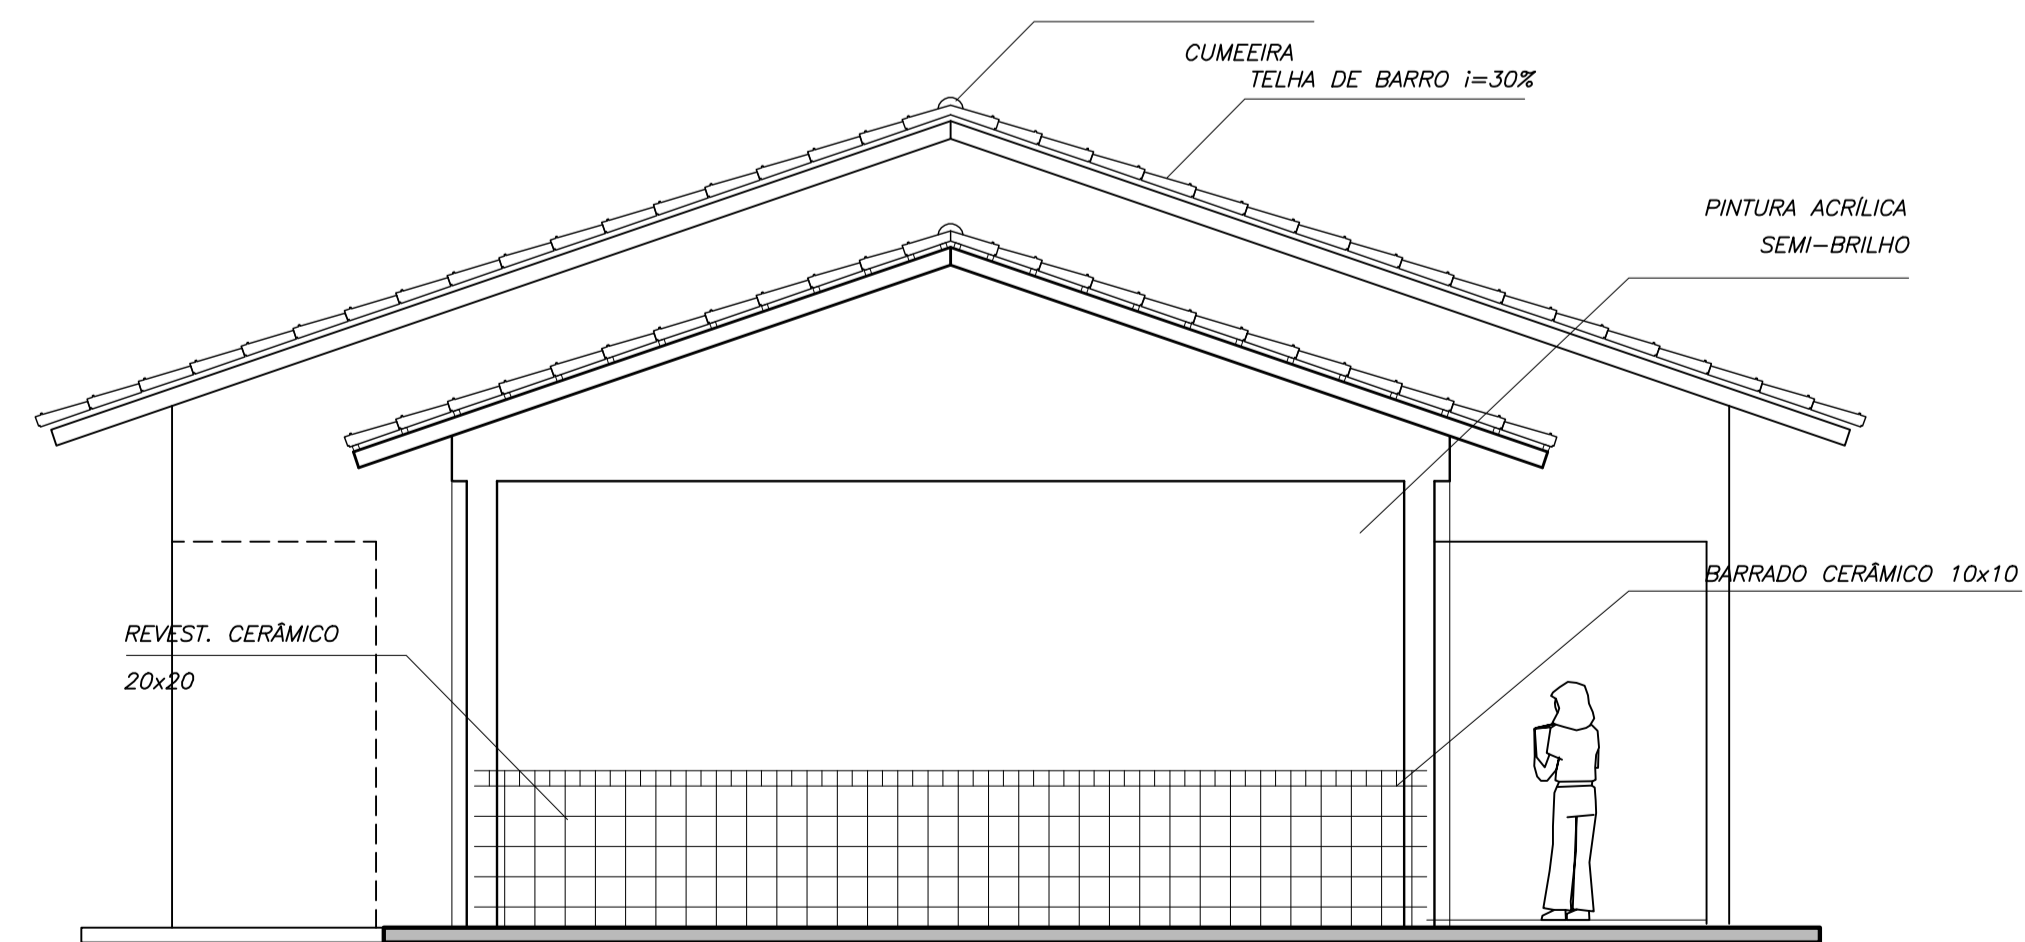 CUMEEIRA
TELHA DE BARRO i=30%
PINTURA ACRÍLICA
SEMI-BRILHO
BARRADO CERÂMICO 10x10
REVEST. CERÂMICO
20x20